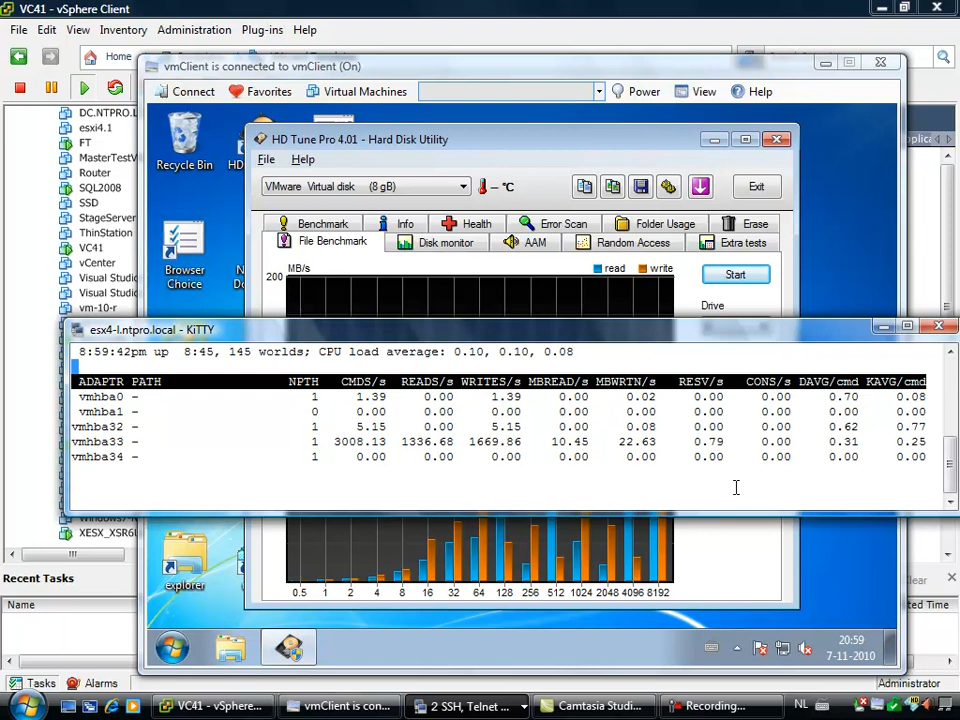 VC41 - vSphere Client
File Edit View Inventory Administration Plug-ins Help
Home
vmClient is connected to vmClient (On)
Connect Favorites Virtual Machines Power View Help
DC.NTPRO.L
esxi4.1
FT
MasterTestV
Router
SQL2008
SSD
StageServer
ThinStation
VC41
vCenter
Visual Studi
Visual Studi
vm-10-r
Recycle Bin
HD
Browser
Choice
HD Tune Pro 4.01 - Hard Disk Utility
File Help
VMware Virtual disk (8 gB)
– °C
Exit
Benchmark Info Health Error Scan Folder Usage Erase
File Benchmark Disk monitor AAM Random Access Extra tests
MB/s
read write
200
Start
Drive
esx4-l.ntpro.local - KiTTY
8:59:42pm up 8:45, 145 worlds; CPU load average: 0.10, 0.10, 0.08
ADAPTR PATH NPTH CMDS/s READS/s WRITES/s MBREAD/s MBWRTN/s RESV/s CONS/s DAVG/cmd KAVG/cmd
vmhba0 - 1 1.39 0.00 1.39 0.00 0.02 0.00 0.00 0.70 0.08
vmhba1 - 0 0.00 0.00 0.00 0.00 0.00 0.00 0.00 0.00 0.00
vmhba32 - 1 5.15 0.00 5.15 0.00 0.08 0.00 0.00 0.62 0.77
vmhba33 - 1 3008.13 1336.68 1669.86 10.45 22.63 0.79 0.00 0.31 0.25
vmhba34 - 1 0.00 0.00 0.00 0.00 0.00 0.00 0.00 0.00 0.00
XESX_XSR6U
explorer
0.5 1 2 4 8 16 32 64 128 256 512 1024 2048 4096 8192
Recent Tasks
Name
Clear
20:59
7-11-2010
Tasks Alarms
Administrator
VC41 - vSphere... vmClient is con... 2 SSH, Telnet ... Camtasia Studi... Recording... NL 20:59